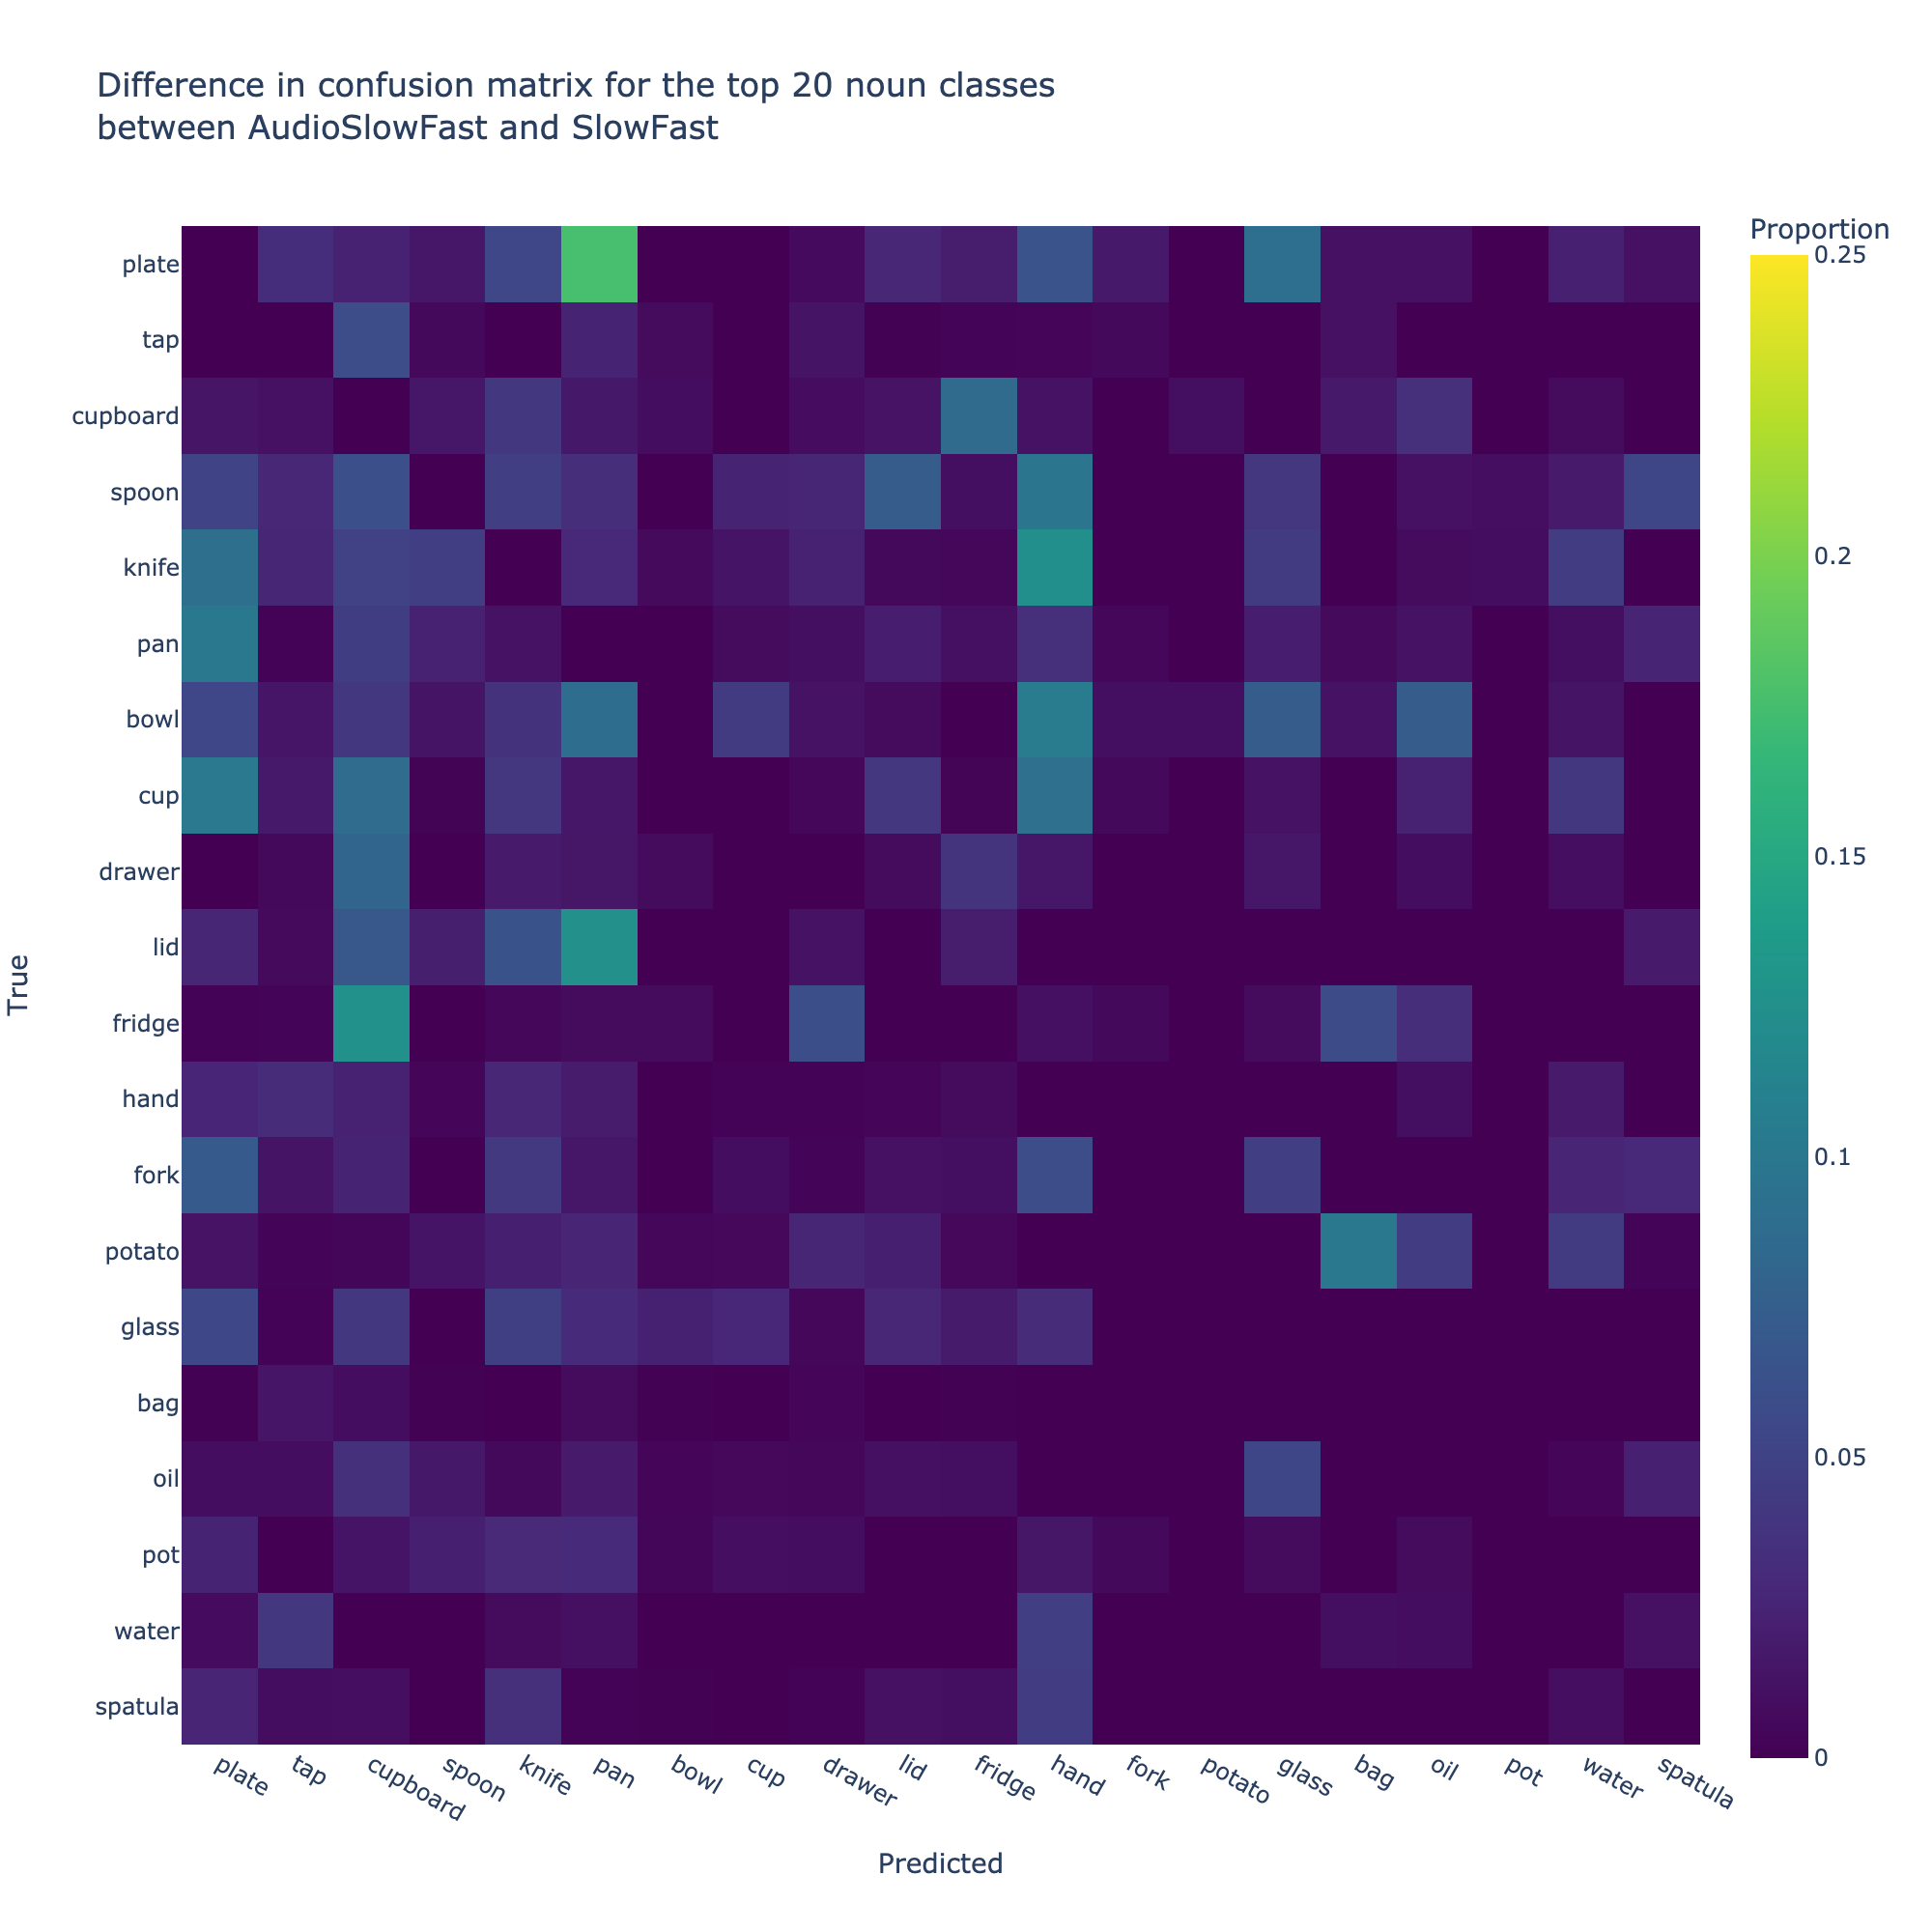 Difference in confusion matrix for the top 20 noun classes
between AudioSlowFast and SlowFast
Proportion
0.25
0.2
0.15
0.1
0.05
0
True
plate
tap
cupboard
spoon
knife
pan
bowl
cup
drawer
lid
fridge
hand
fork
potato
glass
bag
oil
pot
water
spatula
plate
tap
cupboard
spoon
knife
pan
bowl
cup
drawer
lid
fridge
hand
fork
potato
glass
bag
oil
pot
water
spatula
Predicted